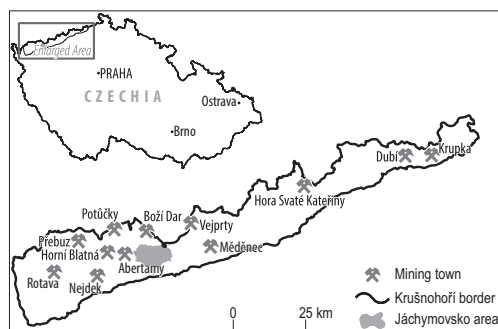 Enlarged Area
PRAHA
CZECHIA
Ostrava
Brno
Dubí
Krupka
Hora Svaté Kateřiny
Potůčky
Boží Dar
Vejprty
Přebuz
Horní Blatná
Měděnec
Abertamy
Rotava
Nejdek
Mining town
Krušnohoří border
Jáchymovsko area
0 25 km